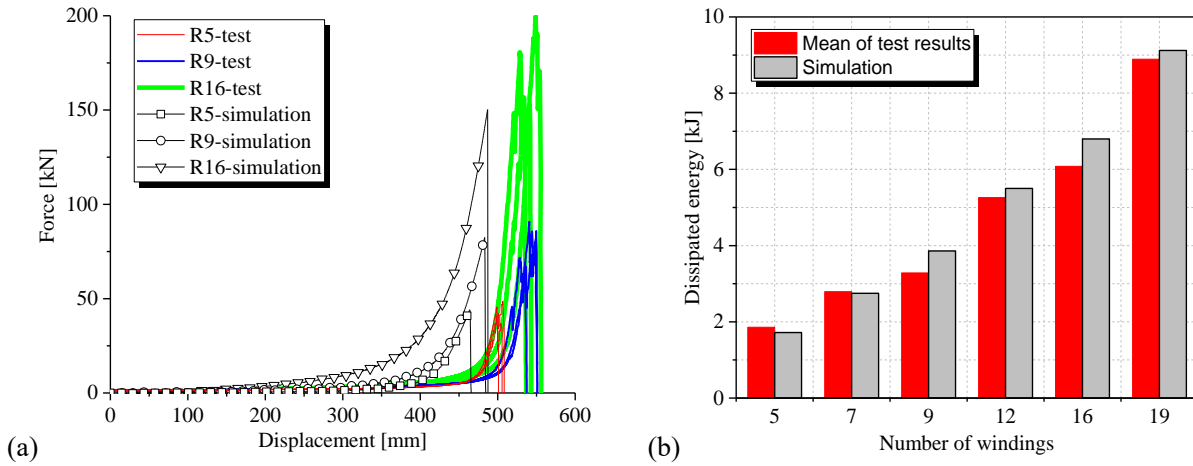 200
150
100
50
0
Force [kN]
R5-test
R9-test
R16-test
R5-simulation
R9-simulation
R16-simulation
0 100 200 300 400 500 600
Displacement [mm]
(a)
10
8
6
4
2
0
Dissipated energy [kJ]
Mean of test results
Simulation
5 7 9 12 16 19
Number of windings
(b)